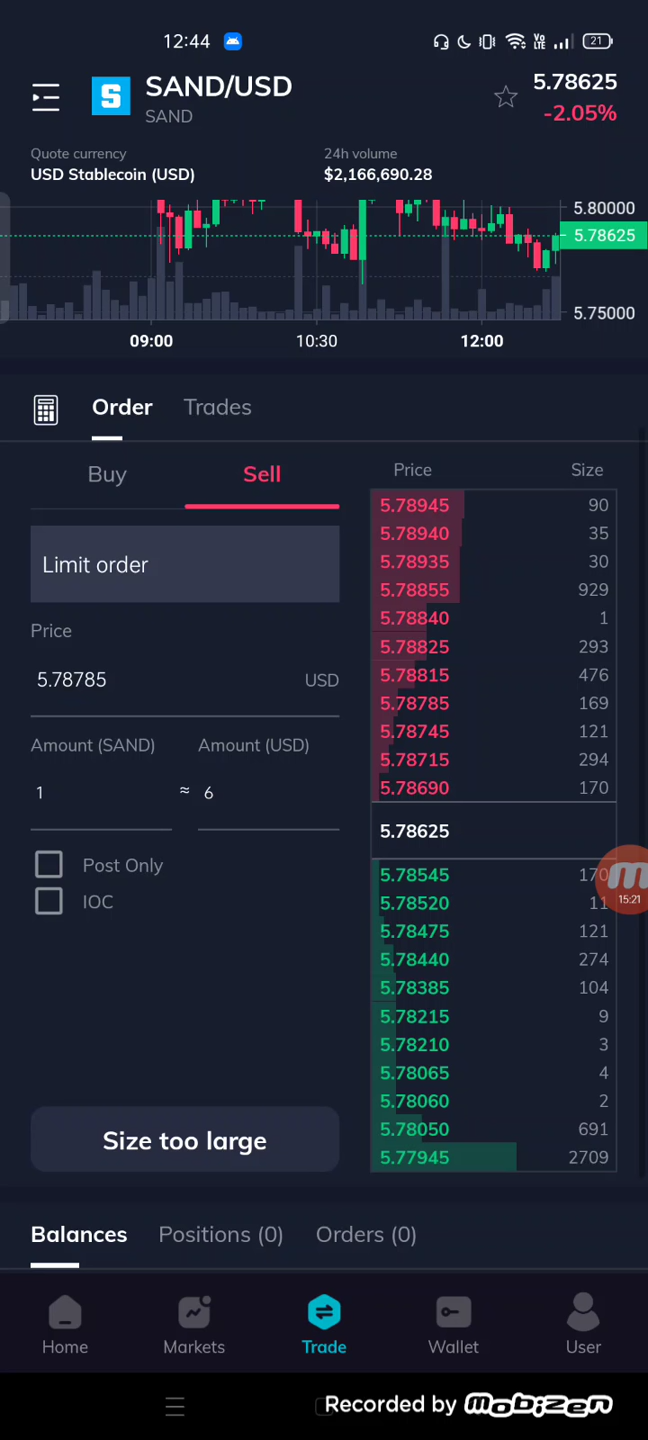 12:44
VO LTE 21
S SAND/USD 5.78625
SAND -2.05%
Quote currency 24h volume
USD Stablecoin (USD) $2,166,690.28
5.80000
5.78625
5.75000
09:00 10:30 12:00
Order Trades
Buy Sell
Limit order
Price
5.78785 USD
Amount (SAND) Amount (USD)
1 ≈ 6
Post Only
IOC
Size too large
Price Size
5.78945 90
5.78940 35
5.78935 30
5.78855 929
5.78840 1
5.78825 293
5.78815 476
5.78785 169
5.78745 121
5.78715 294
5.78690 170
5.78625
5.78545 170
5.78520 11
5.78475 121
5.78440 274
5.78385 104
5.78215 9
5.78210 3
5.78065 4
5.78060 2
5.78050 691
5.77945 2709
m
15:21
Balances Positions (0) Orders (0)
Home Markets Trade Wallet User
Recorded by mobizen